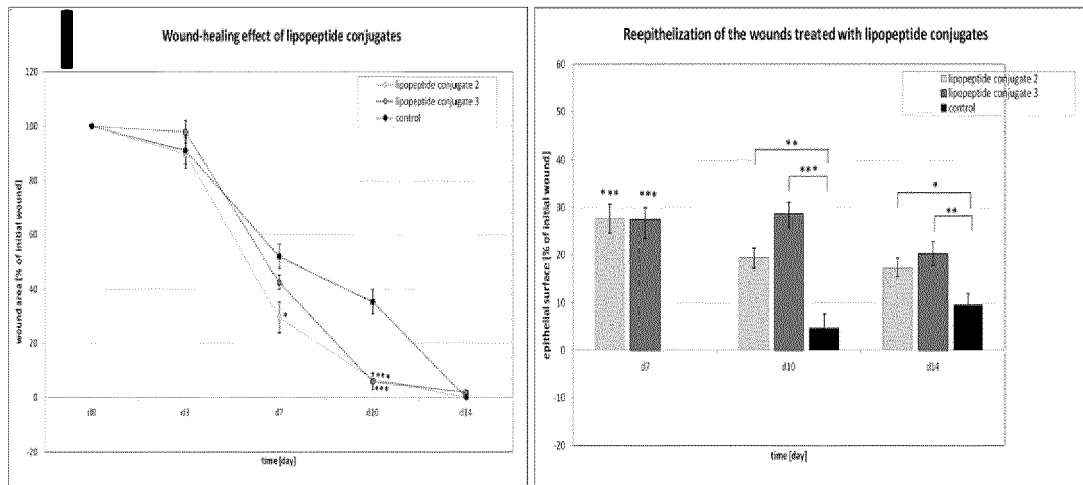 Wound-healing effect of lipopeptide conjugates
120
100
80
60
40
20
0
-20
wound area [% of initial wound]
lipopeptide conjugate 2
lipopeptide conjugate 3
control
*
****
***
d0
d3
d7
d10
d14
time [day]
Reepithelization of the wounds treated with lipopeptide conjugates
60
50
40
30
20
10
0
-10
-20
epithelial surface [% of initial wound]
lipopeptide conjugate 2
lipopeptide conjugate 3
control
*** ***
**
***
*
**
d7
d10
d14
time [day]